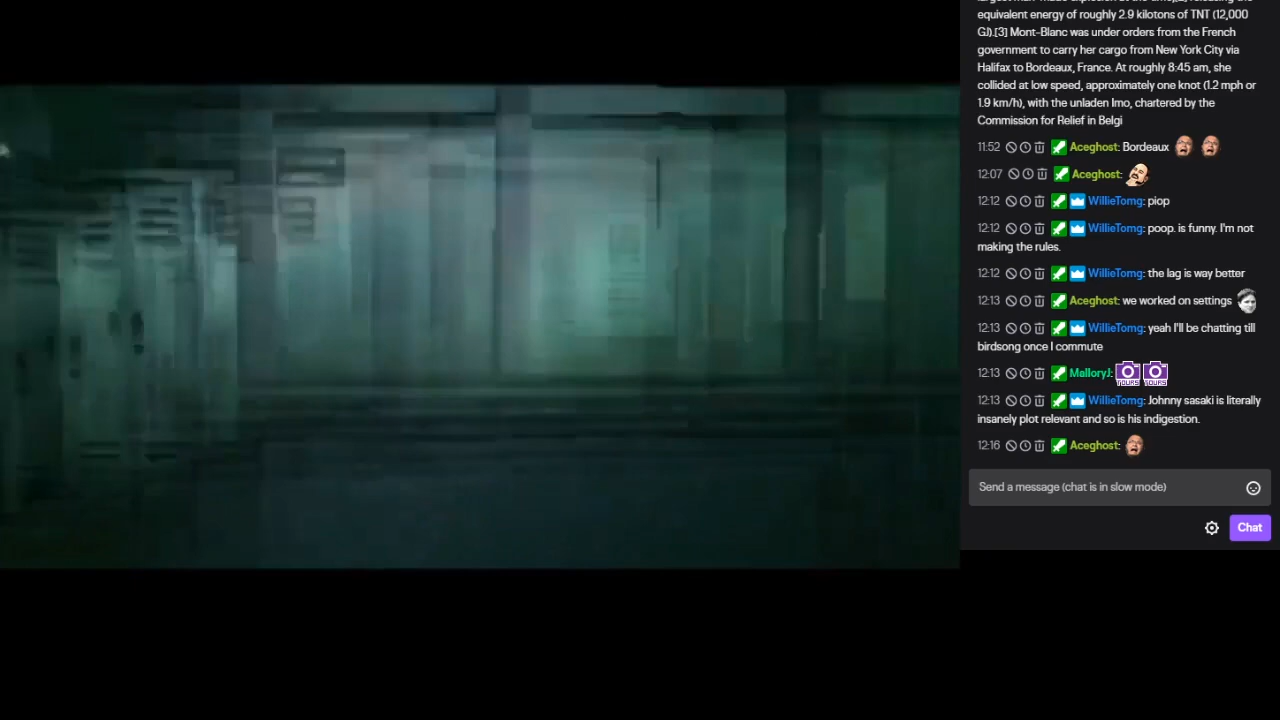 equivalent energy of roughly 2.9 kilotons of TNT (12,000
GJ).[3] Mont-Blanc was under orders from the French
government to carry her cargo from New York City via
Halifax to Bordeaux, France. At roughly 8:45 am, she
collided at low speed, approximately one knot (1.2 mph or
1.9 km/h), with the unladen Imo, chartered by the
Commission for Relief in Belgi
11:52 Aceghost: Bordeaux
12:07 Aceghost:
12:12 WillieTomg: piop
12:12 WillieTomg: poop. is funny. I'm not
making the rules.
12:12 WillieTomg: the lag is way better
12:13 Aceghost: we worked on settings
12:13 WillieTomg: yeah I'll be chatting till
birdsong once I commute
12:13 MalloryJ: TOURS TOURS
12:13 WillieTomg: Johnny sasaki is literally
insanely plot relevant and so is his indigestion.
12:16 Aceghost:
Send a message (chat is in slow mode)
Chat